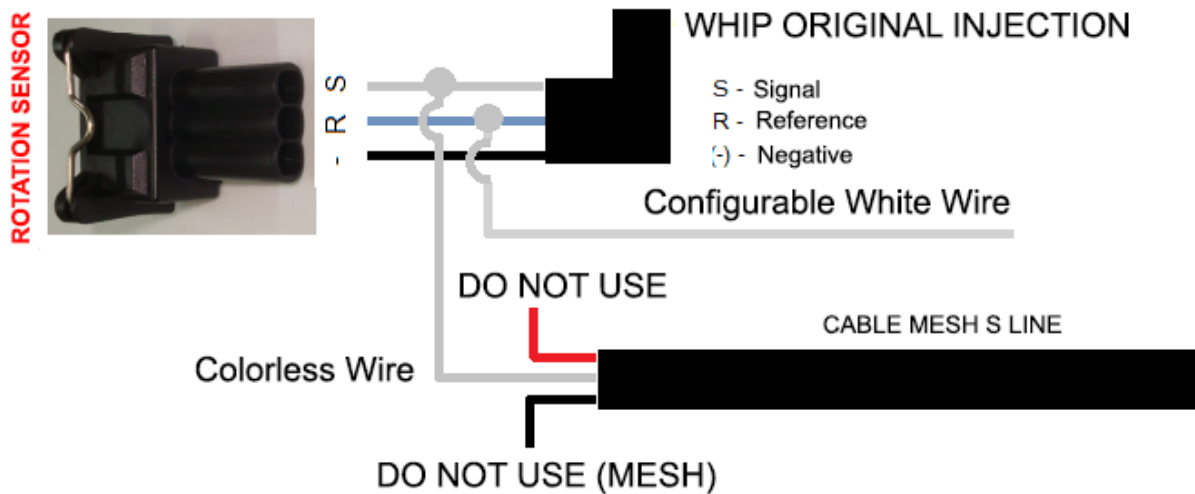 ROTATION SENSOR
WHIP ORIGINAL INJECTION
S
R
-
S - Signal
R - Reference
(-) - Negative
Configurable White Wire
DO NOT USE
CABLE MESH S LINE
Colorless Wire
DO NOT USE (MESH)